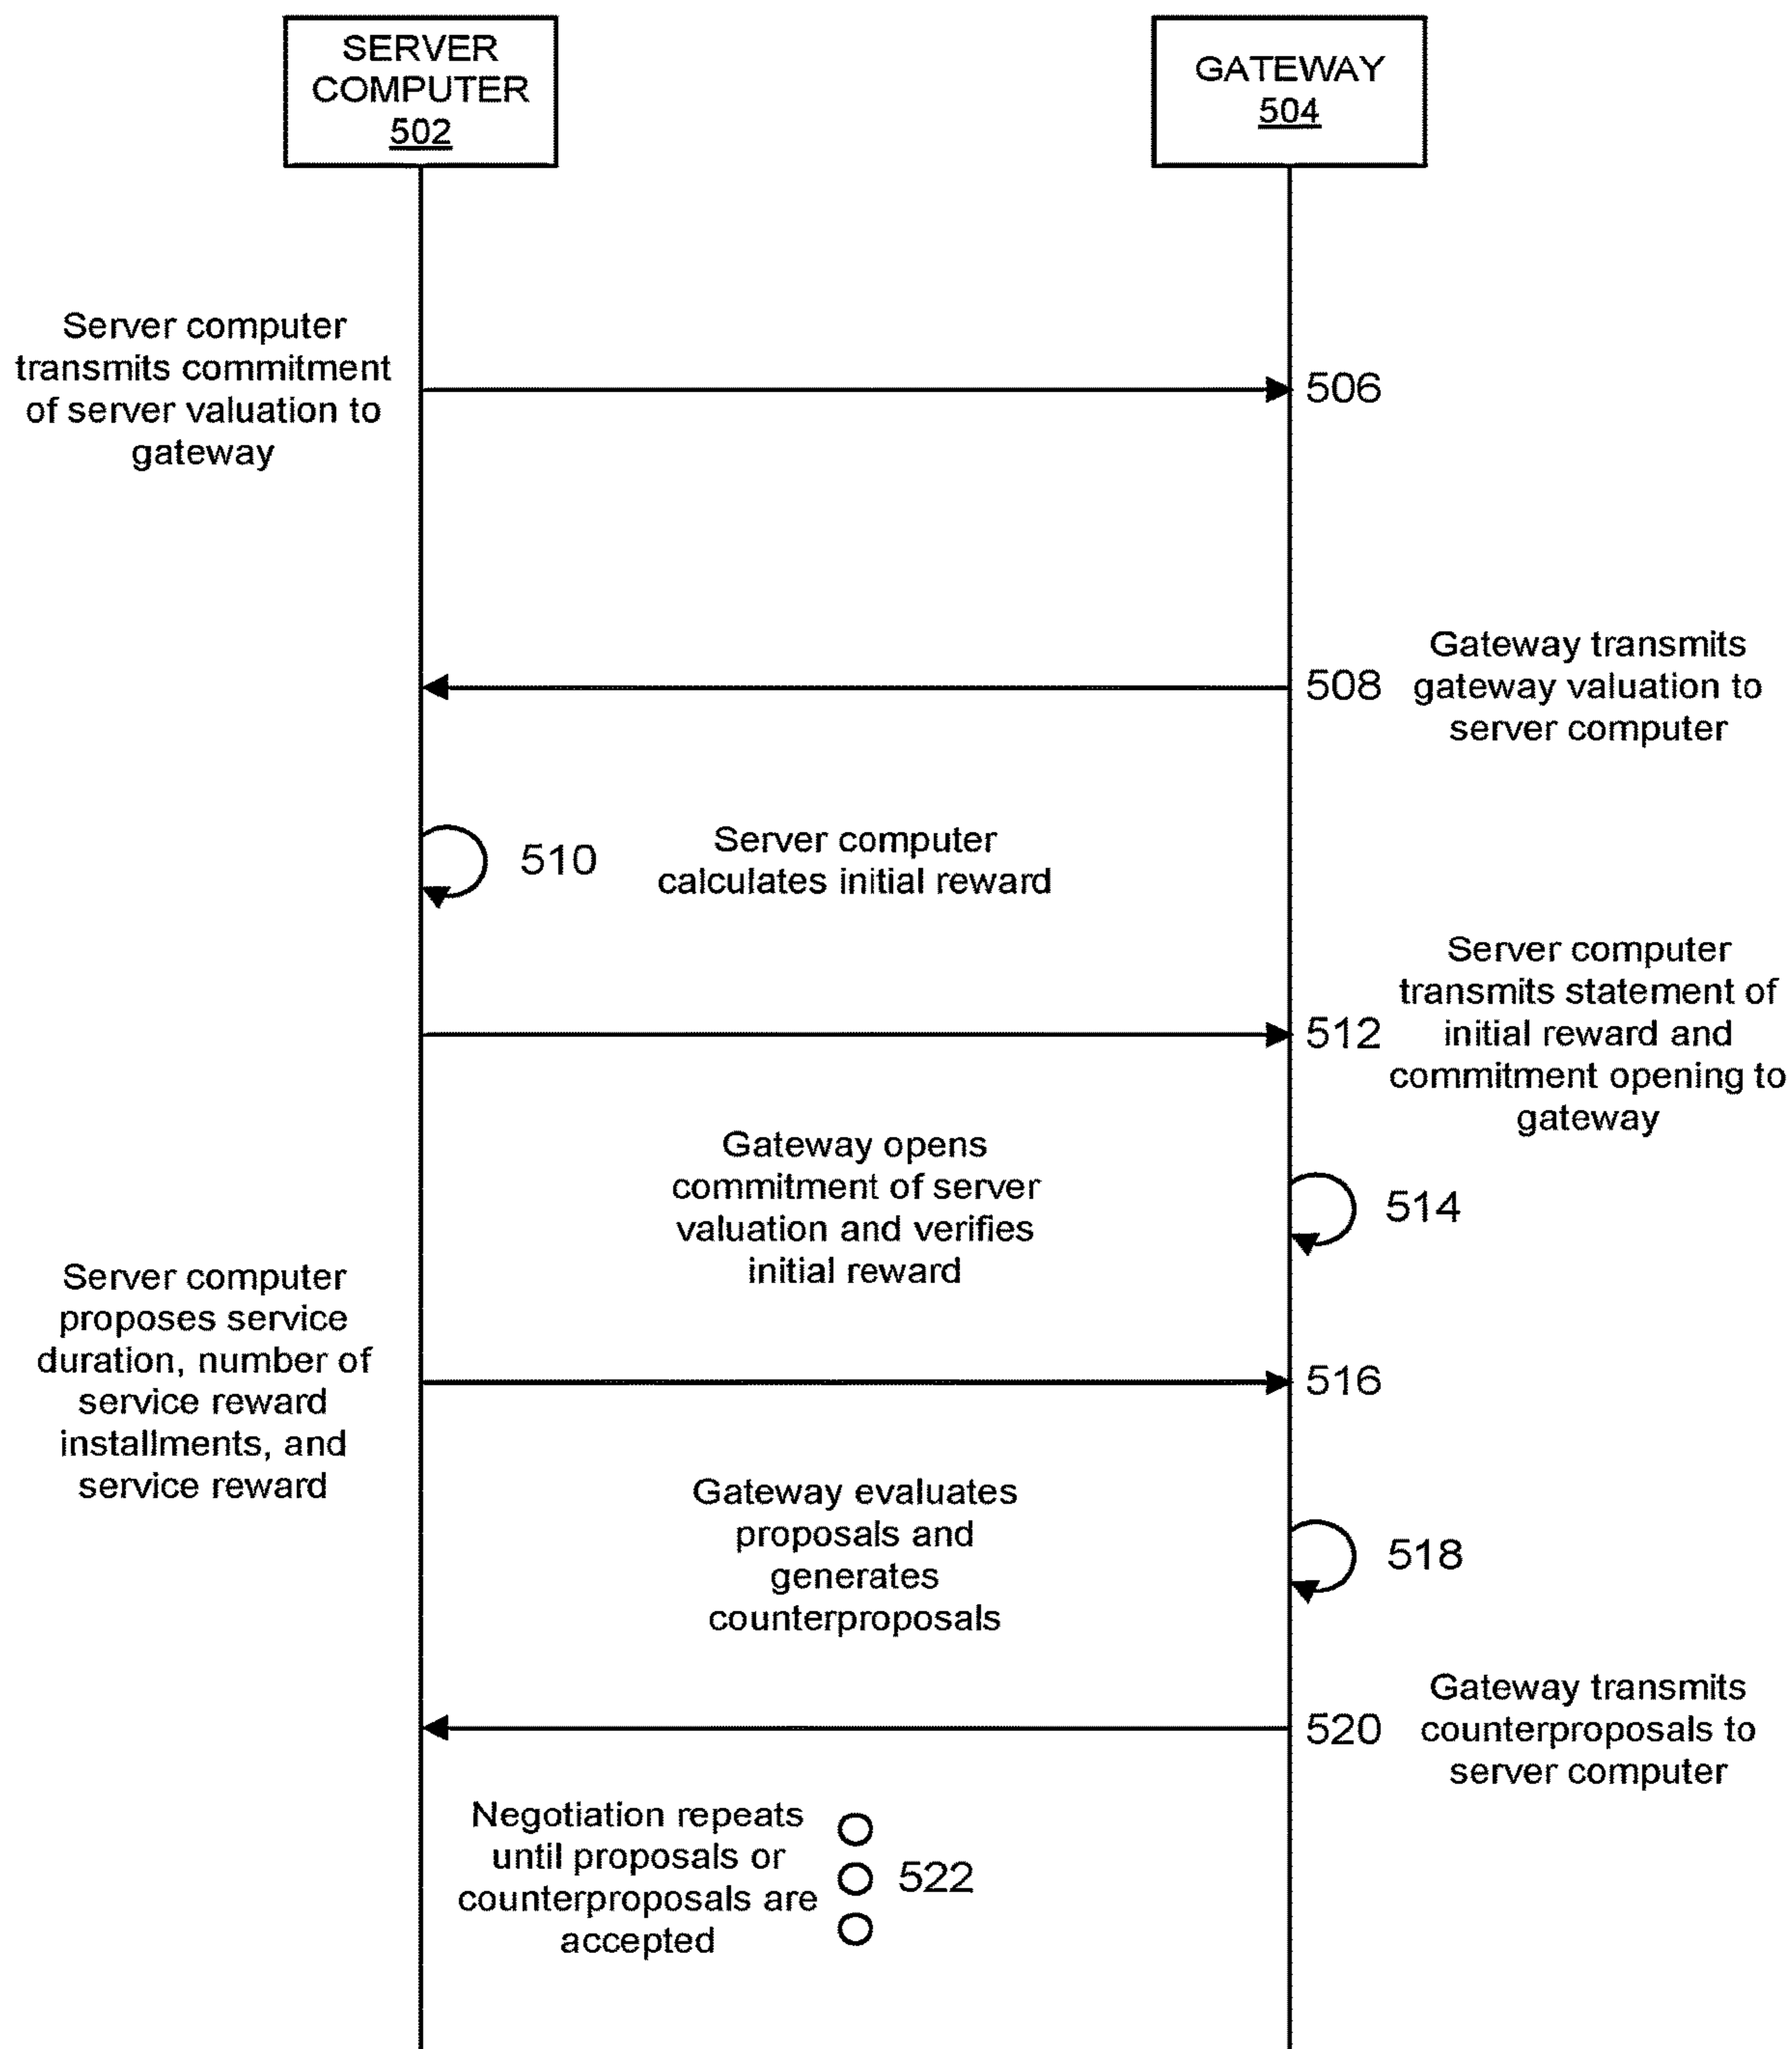 SERVER
COMPUTER
502
GATEWAY
504
Server computer
transmits commitment
of server valuation to
gateway
506
508
Gateway transmits
gateway valuation to
server computer
510
Server computer
calculates initial reward
512
Server computer
transmits statement of
initial reward and
commitment opening to
gateway
Gateway opens
commitment of server
valuation and verifies
initial reward
514
Server computer
proposes service
duration, number of
service reward
installments, and
service reward
516
Gateway evaluates
proposals and
generates
counterproposals
518
520
Gateway transmits
counterproposals to
server computer
Negotiation repeats
until proposals or
counterproposals are
accepted
522